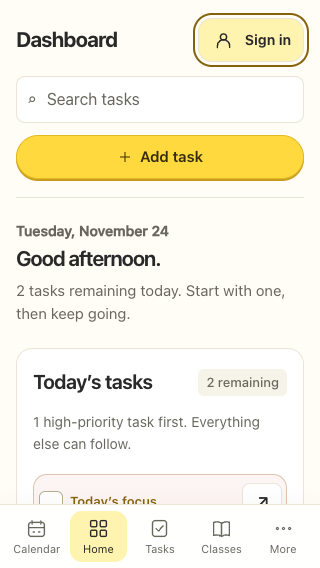 Dashboard
Sign in
Search tasks
+ Add task
Tuesday, November 24
Good afternoon.
2 tasks remaining today. Start with one,
then keep going.
Today's tasks
2 remaining
1 high-priority task first. Everything
else can follow.
Today's focus
Calendar
Home
Tasks
Classes
More